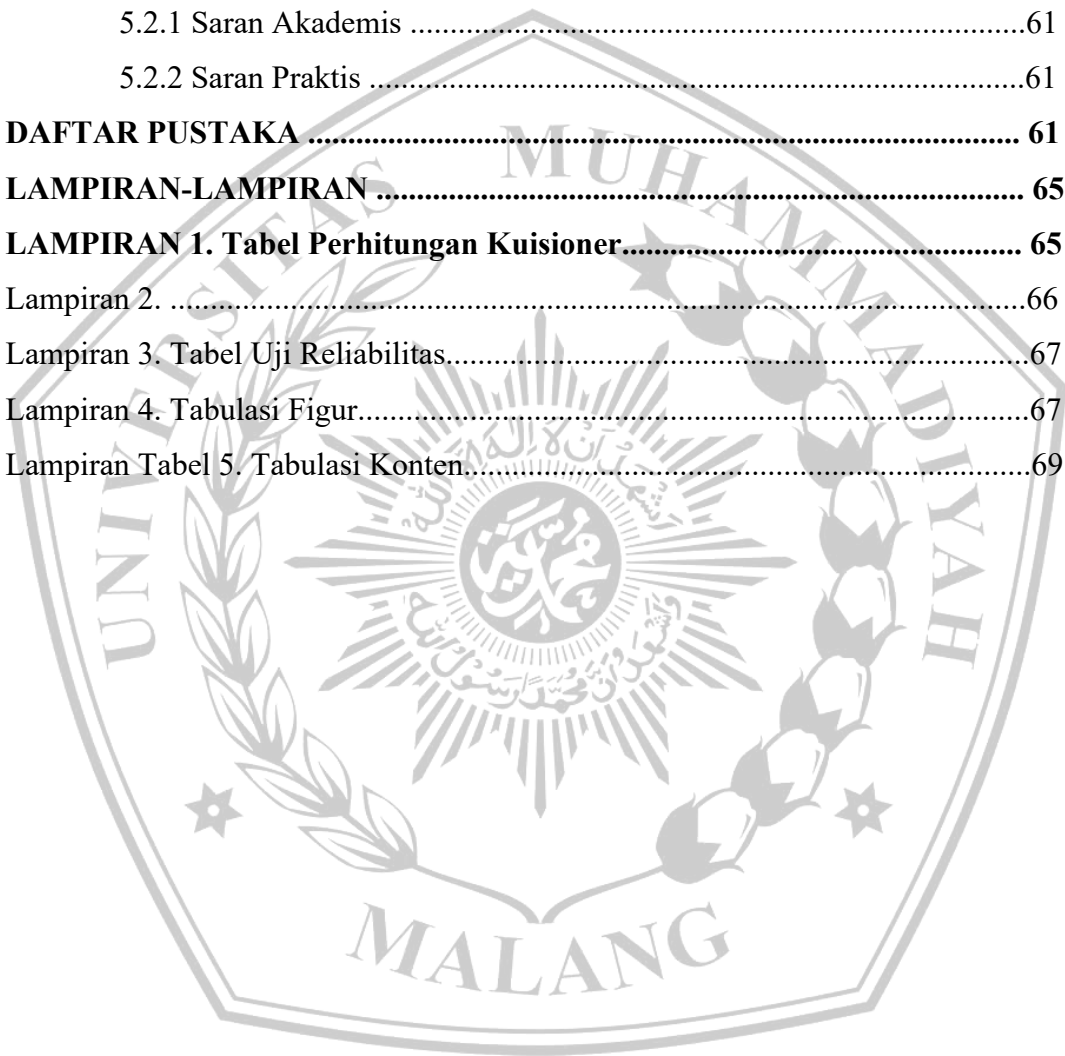 5.2.1 Saran Akademis ..........................................................................................61
5.2.2 Saran Praktis ................................................................................................61
DAFTAR PUSTAKA ............................................................................................ 61
LAMPIRAN-LAMPIRAN .................................................................................... 65
LAMPIRAN 1. Tabel Perhitungan Kuisioner.................................................... 65
Lampiran 2. ...........................................................................................................66
Lampiran 3. Tabel Uji Reliabilitas.........................................................................67
Lampiran 4. Tabulasi Figur....................................................................................67
Lampiran Tabel 5. Tabulasi Konten.......................................................................69
UNIVERSITAS MUHAMMADIYAH
MALANG